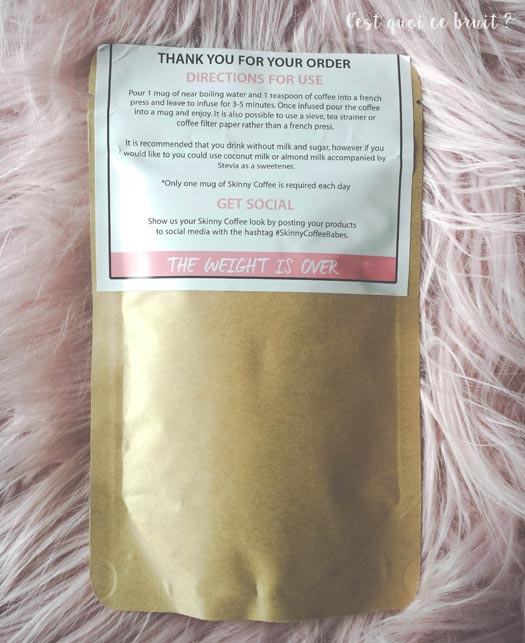 C'est quoi ce bruit ?
THANK YOU FOR YOUR ORDER
DIRECTIONS FOR USE
Pour 1 mug of near boiling water and 1 teaspoon of coffee into a french
press and leave to infuse for 3-5 minutes. Once infused pour the coffee
into a mug and enjoy. It is also possible to use a sieve, tea strainer or
coffee filter paper rather than a french press.
It is recommended that you drink without milk and sugar, however if you
would like to you could use coconut milk or almond milk accompanied by
Stevia as a sweetener.
*Only one mug of Skinny Coffee is required each day
GET SOCIAL
Show us your Skinny Coffee look by posting your products
to social media with the hashtag #SkinnyCoffeeBabes.
THE WEIGHT IS OVER